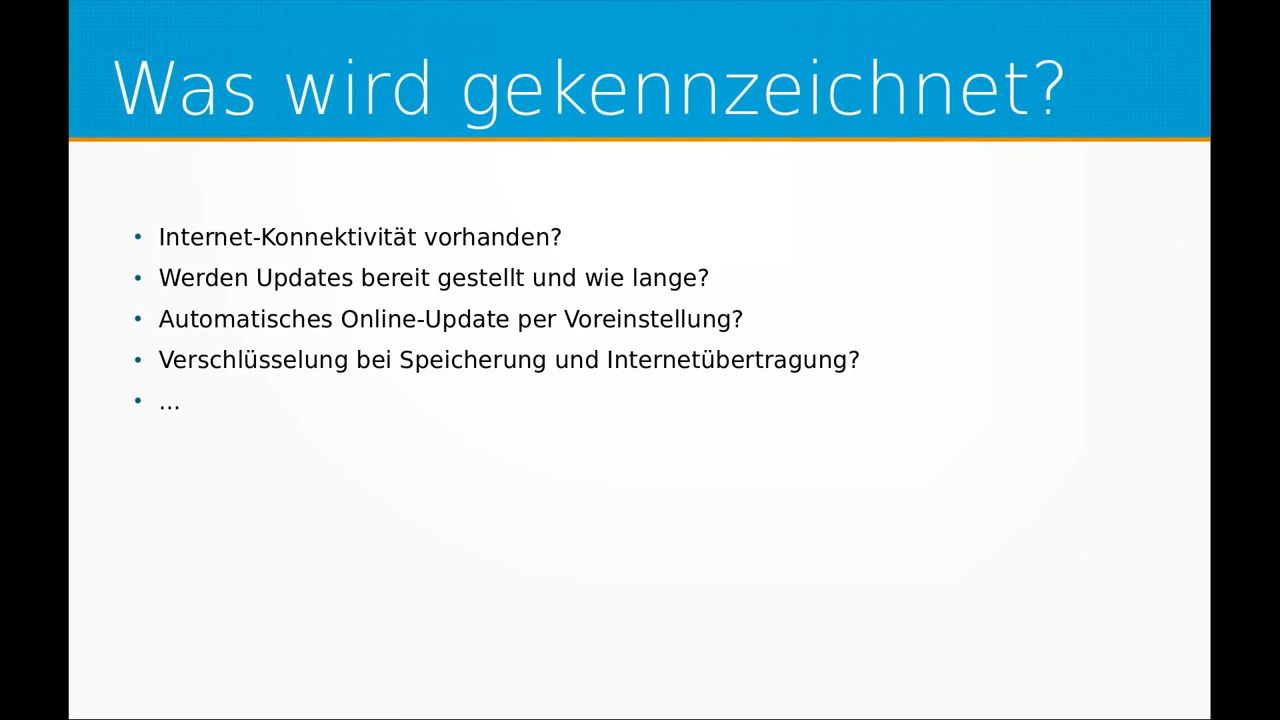 Was wird gekennzeichnet?
• Internet-Konnektivität vorhanden?
• Werden Updates bereit gestellt und wie lange?
• Automatisches Online-Update per Voreinstellung?
• Verschlüsselung bei Speicherung und Internetübertragung?
• ...